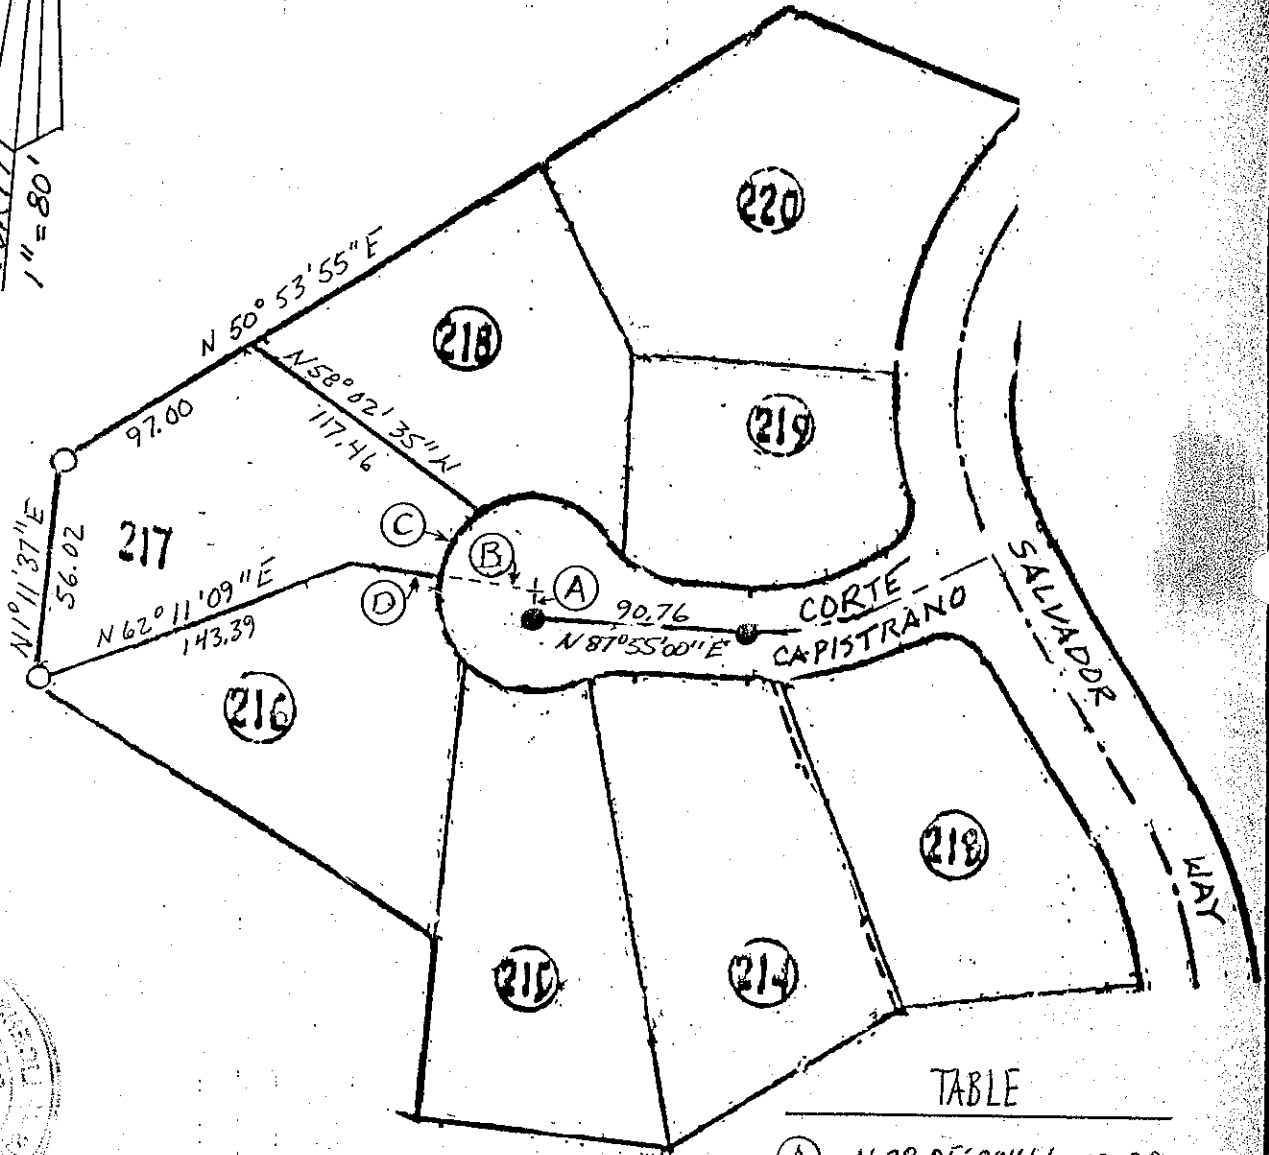 1" = 80'
220
N 50° 53' 55" E
218
N 58° 02' 35" W
117.46
97.00
219
C
B
217
N 1° 11' 37" E
56.02
A
D
90.76
N 87° 55' 00" E
CORTE
CAPISTRANO
SALVADOR
WAY
N 62° 11' 09" E
143.39
216
218
215
214
TABLE
A